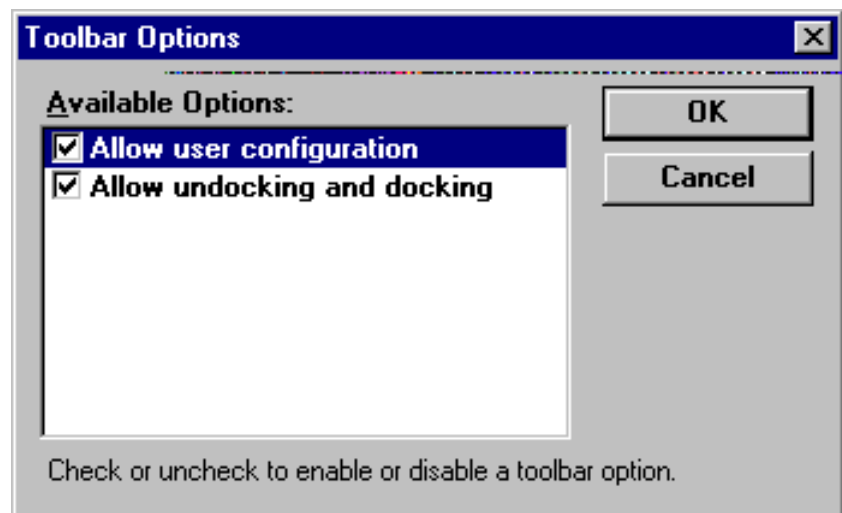 Toolbar Options
Available Options:
OK
Allow user configuration
Cancel
Allow undocking and docking
Check or uncheck to enable or disable a toolbar option.